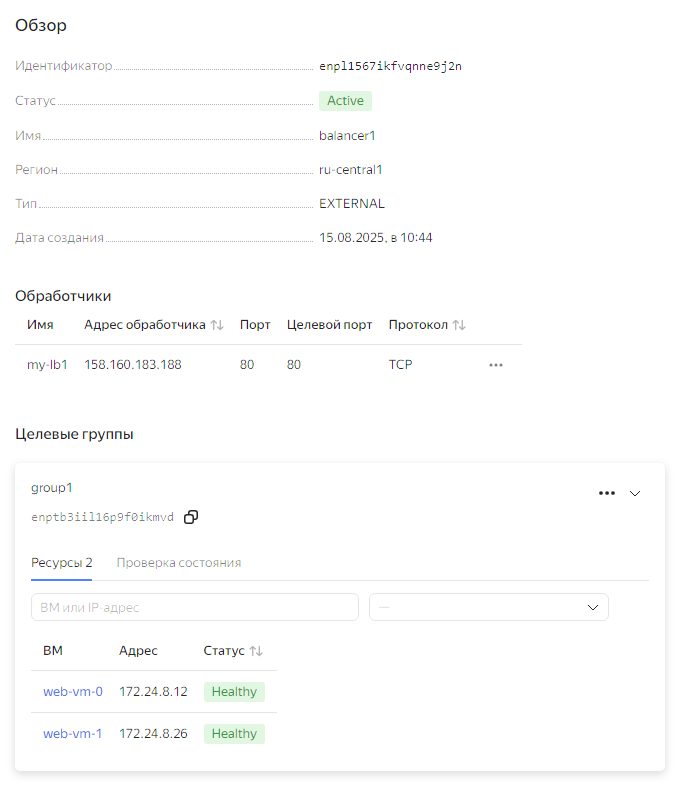 Обзор
Идентификатор enpl1567ikfvqnne9j2n
Статус Active
Имя balancer1
Регион ru-central1
Тип EXTERNAL
Дата создания 15.08.2025, в 10:44
Обработчики
Имя Адрес обработчика Порт Целевой порт Протокол
my-lb1 158.160.183.188 80 80 TCP
Целевые группы
group1
enptb3iil16p9f0ikmvd
Ресурсы 2 Проверка состояния
ВМ или IP-адрес —
ВМ Адрес Статус
web-vm-0 172.24.8.12 Healthy
web-vm-1 172.24.8.26 Healthy